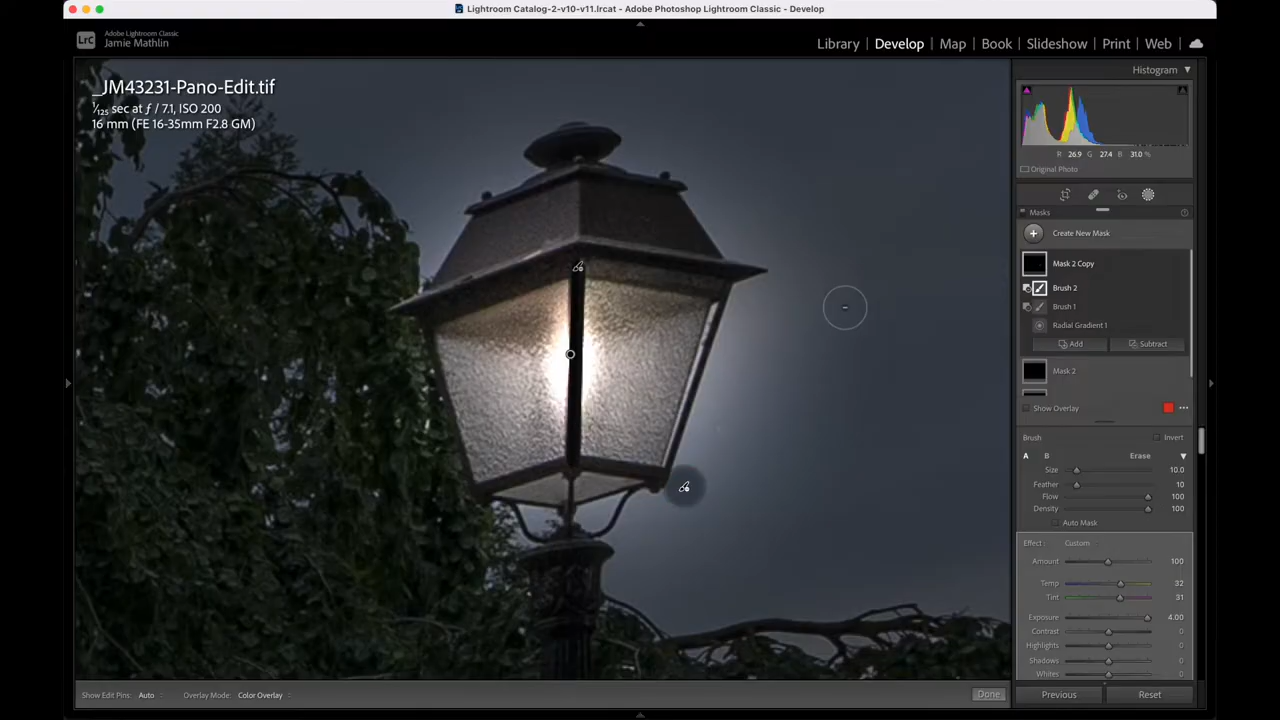 Lightroom Catalog-2-v10-v11.lrcat - Adobe Photoshop Lightroom Classic - Develop
LrC
Adobe Lightroom Classic
Jamie Mathlin
Library
Develop
Map
Book
Slideshow
Print
Web
_JM43231-Pano-Edit.tif
1/125 sec at ƒ / 7.1, ISO 200
16 mm (FE 16-35mm F2.8 GM)
Histogram
R 26.9 G 27.4 B 31.0 %
Original Photo
Masks
Create New Mask
Mask 2 Copy
Brush 2
Brush 1
Radial Gradient 1
Add Subtract
Mask 2
Show Overlay
Brush Invert
A B Erase
Size 10.0
Feather 10
Flow 100
Density 100
Auto Mask
Effect : Custom
Amount 100
Temp 32
Tint 31
Exposure 4.00
Contrast 0
Highlights 0
Shadows 0
Whites 0
Show Edit Pins: Auto
Overlay Mode: Color Overlay
Done
Previous
Reset